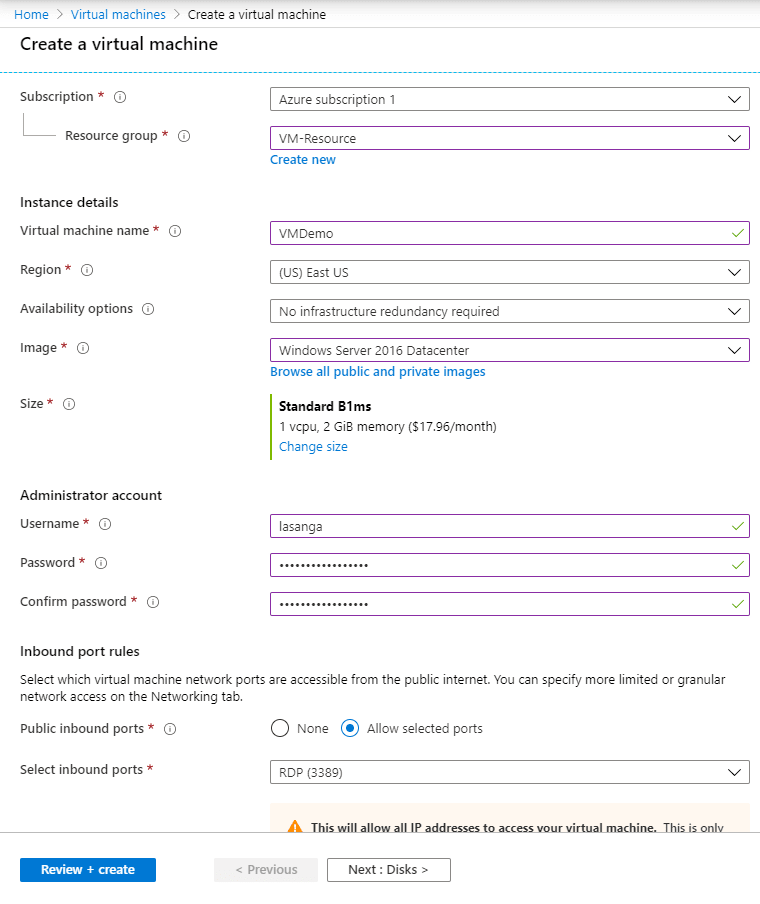 Home > Virtual machines > Create a virtual machine
Create a virtual machine
Subscription * Azure subscription 1
Resource group * VM-Resource
Create new
Instance details
Virtual machine name * VMDemo
Region * (US) East US
Availability options No infrastructure redundancy required
Image * Windows Server 2016 Datacenter
Browse all public and private images
Size * Standard B1ms
1 vcpu, 2 GiB memory ($17.96/month)
Change size
Administrator account
Username * lasanga
Password * •••••••••••••••••
Confirm password * •••••••••••••••••
Inbound port rules
Select which virtual machine network ports are accessible from the public internet. You can specify more limited or granular
network access on the Networking tab.
Public inbound ports * None Allow selected ports
Select inbound ports * RDP (3389)
This will allow all IP addresses to access your virtual machine. This is only
Review + create < Previous Next : Disks >